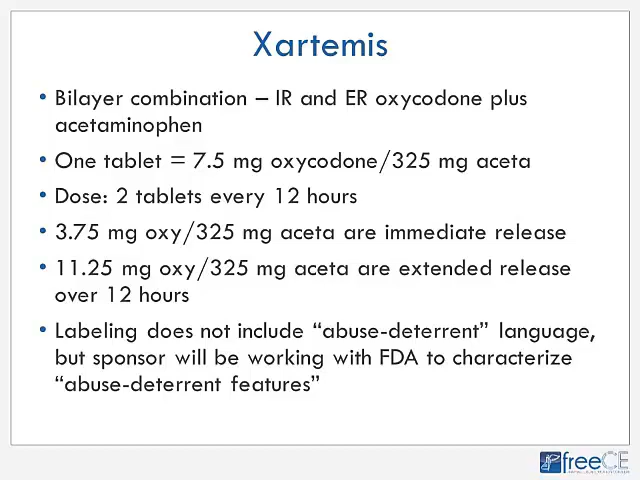 Xartemis
• Bilayer combination – IR and ER oxycodone plus
acetaminophen
• One tablet = 7.5 mg oxycodone/325 mg aceta
• Dose: 2 tablets every 12 hours
• 3.75 mg oxy/325 mg aceta are immediate release
• 11.25 mg oxy/325 mg aceta are extended release
over 12 hours
• Labeling does not include “abuse-deterrent” language,
but sponsor will be working with FDA to characterize
“abuse-deterrent features”
freeCE